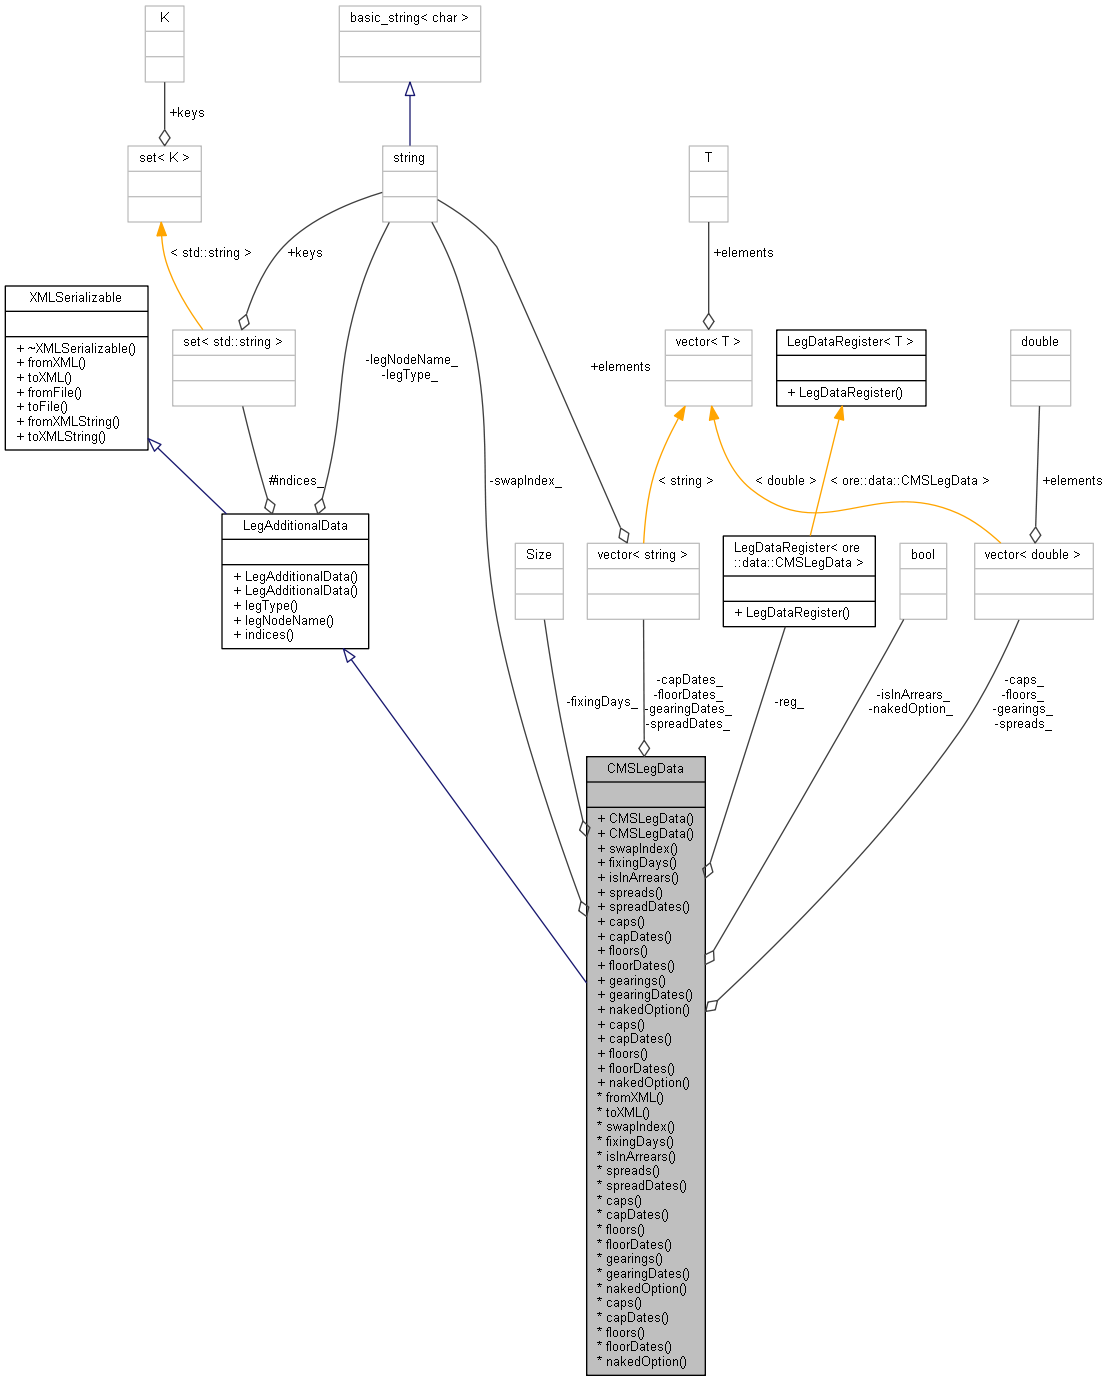 K
basic_string< char >
+keys
set< K >
string
T
< std::string >
+keys
+elements
XMLSerializable
+ ~XMLSerializable()
+ fromXML()
+ toXML()
+ fromFile()
+ toFile()
+ fromXMLString()
+ toXMLString()
set< std::string >
-legNodeName_
-legType_
+elements
vector< T >
LegDataRegister< T >
+ LegDataRegister()
double
#indices_
-swapIndex_
< string >
< double >
< ore::data::CMSLegData >
+elements
LegAdditionalData
+ LegAdditionalData()
+ LegAdditionalData()
+ legType()
+ legNodeName()
+ indices()
Size
vector< string >
LegDataRegister< ore
::data::CMSLegData >
+ LegDataRegister()
bool
vector< double >
-fixingDays_
-capDates_
-floorDates_
-gearingDates_
-spreadDates_
-reg_
-isInArrears_
-nakedOption_
-caps_
-floors_
-gearings_
-spreads_
CMSLegData
+ CMSLegData()
+ CMSLegData()
+ swapIndex()
+ fixingDays()
+ isInArrears()
+ spreads()
+ spreadDates()
+ caps()
+ capDates()
+ floors()
+ floorDates()
+ gearings()
+ gearingDates()
+ nakedOption()
+ caps()
+ capDates()
+ floors()
+ floorDates()
+ nakedOption()
* fromXML()
* toXML()
* swapIndex()
* fixingDays()
* isInArrears()
* spreads()
* spreadDates()
* caps()
* capDates()
* floors()
* floorDates()
* gearings()
* gearingDates()
* nakedOption()
* caps()
* capDates()
* floors()
* floorDates()
* nakedOption()